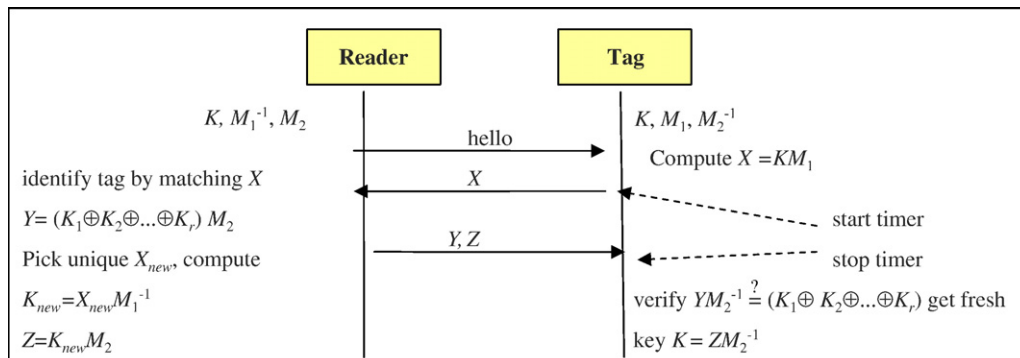 Reader
Tag
K, M₁⁻¹, M₂
K, M₁, M₂⁻¹
hello
Compute X =KM₁
identify tag by matching X
X
Y= (K₁⊕K₂⊕...⊕Kᵣ) M₂
start timer
Y, Z
Pick unique Xₙₑw, compute
stop timer
Kₙₑw=XₙₑwM₁⁻¹
verify YM₂⁻¹ ≟ (K₁⊕ K₂⊕...⊕Kᵣ) get fresh
Z=KₙₑwM₂
key K = ZM₂⁻¹